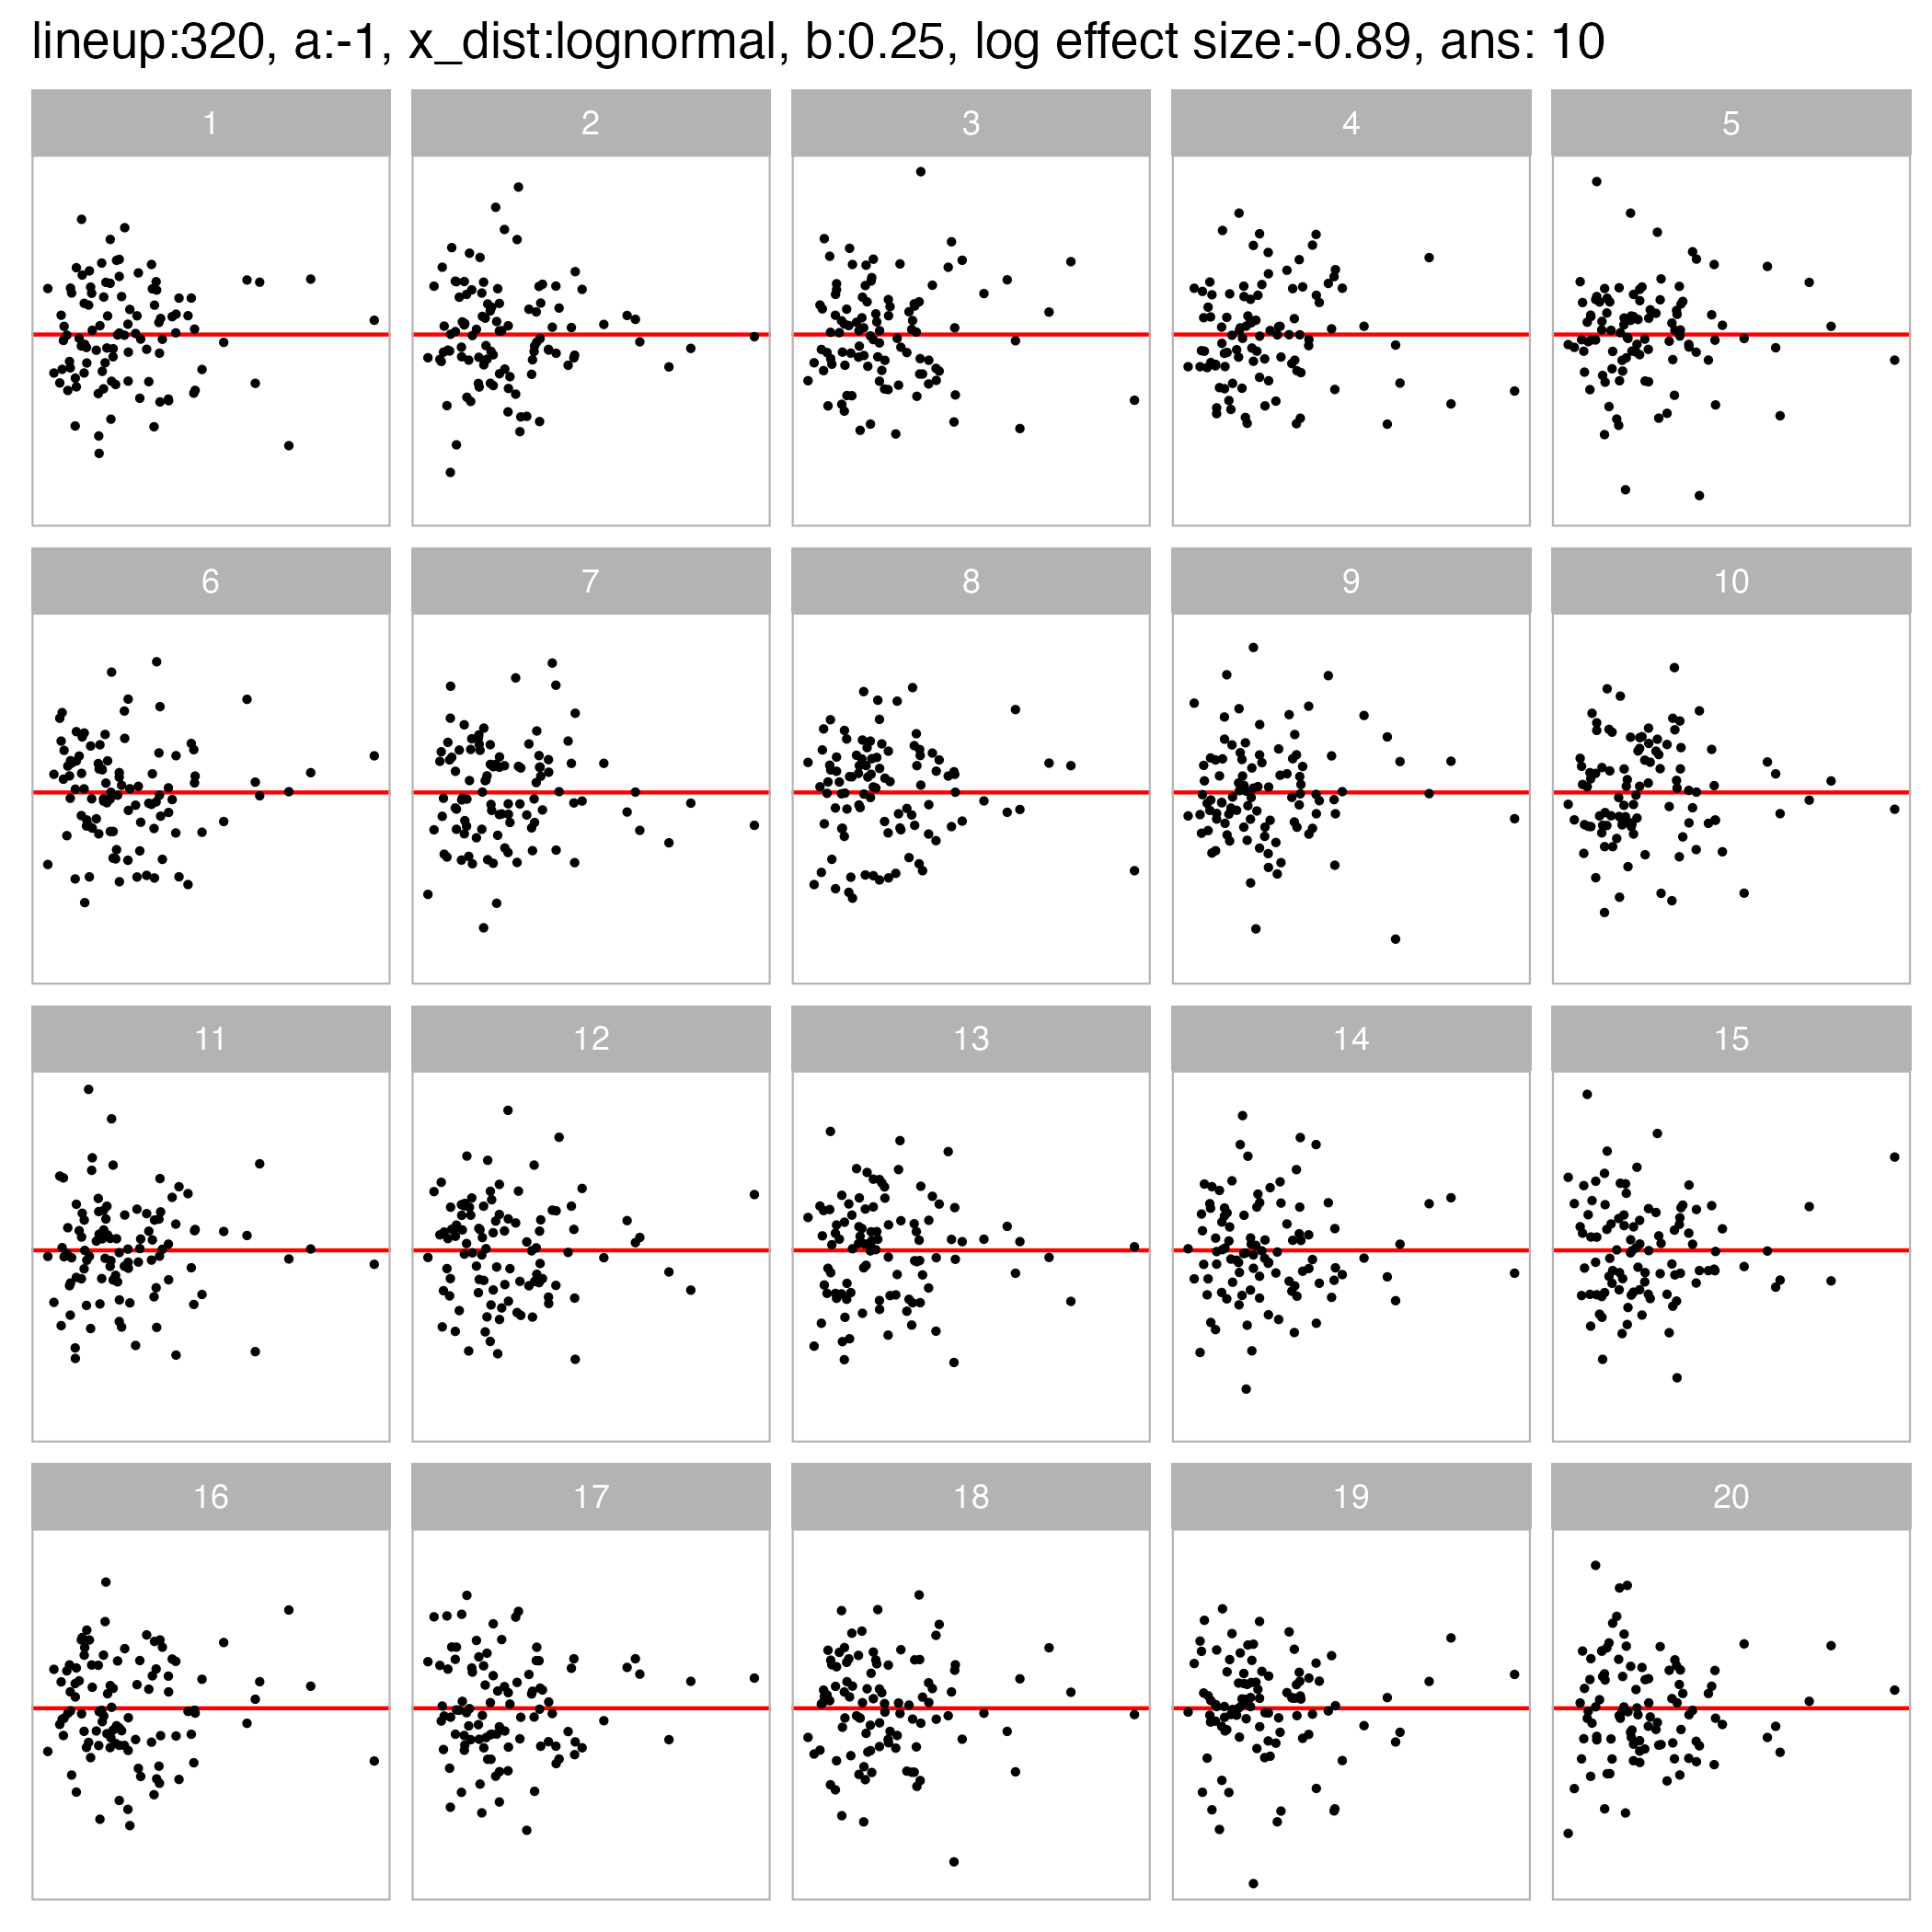 lineup:320, a:-1, x_dist:lognormal, b:0.25, log effect size:-0.89, ans: 10
1 2 3 4 5
6 7 8 9 10
11 12 13 14 15
16 17 18 19 20